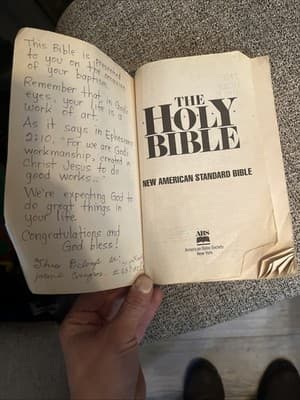 This Bible is presented
to you on the occasion
of your baptism.
Remember that in God's
eyes, your life is a
work of art.
As it says in Ephesians
2:10, "For we are God's
workmanship, created in
Christ Jesus to do
good works..."
We're expecting God to
do great things in
your life.
Congratulations and
God bless!
This Belongs to:
THE
HOLY
BIBLE
NEW AMERICAN STANDARD BIBLE
ABS
American Bible Society
New York